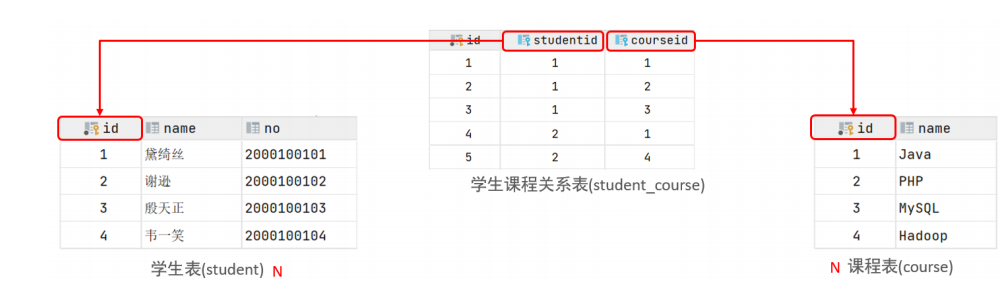 id studentid courseid
1 1 1
2 1 2
3 1 3
4 2 1
5 2 4
学生课程关系表(student_course)
id name no
1 黛绮丝 2000100101
2 谢逊 2000100102
3 殷天正 2000100103
4 韦一笑 2000100104
学生表(student) N
id name
1 Java
2 PHP
3 MySQL
4 Hadoop
N 课程表(course)